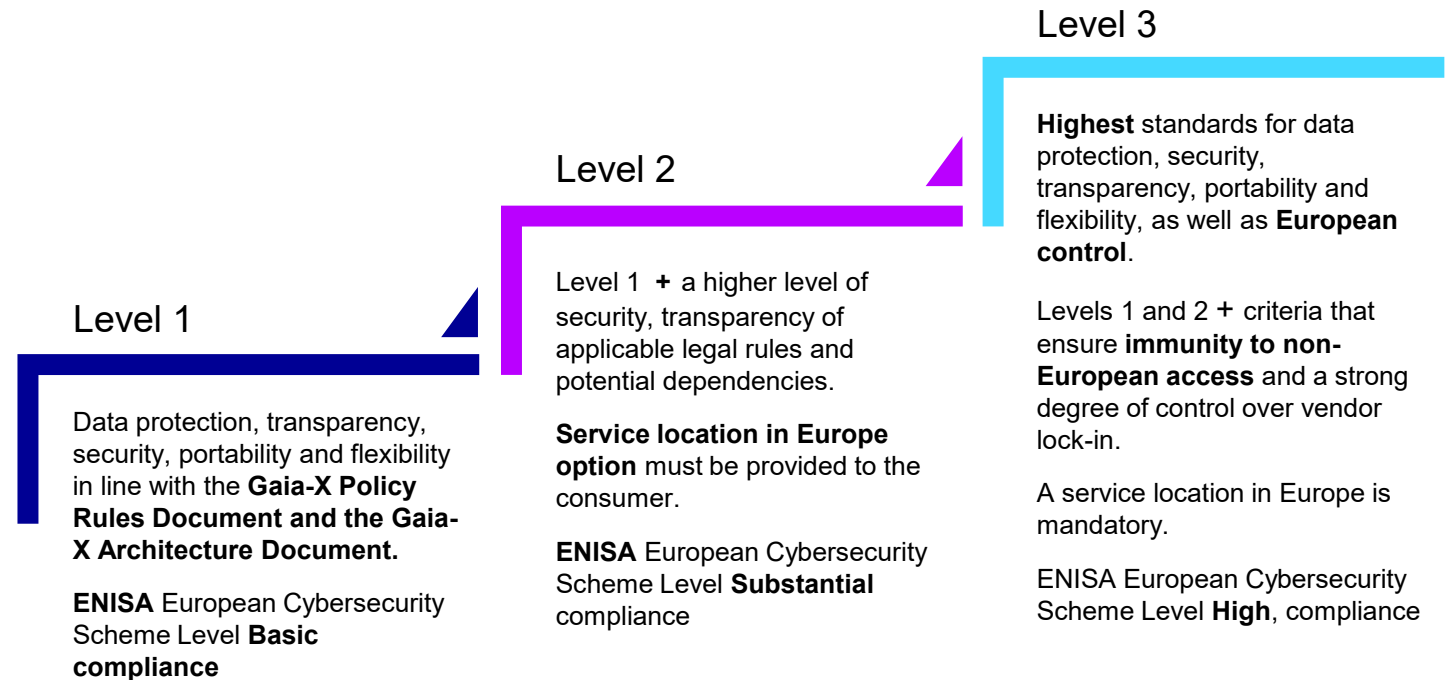 Level 1
Data protection, transparency,
security, portability and flexibility
in line with the Gaia-X Policy
Rules Document and the Gaia-
X Architecture Document.
ENISA European Cybersecurity
Scheme Level Basic
compliance
Level 2
Level 1 + a higher level of
security, transparency of
applicable legal rules and
potential dependencies.
Service location in Europe
option must be provided to the
consumer.
ENISA European Cybersecurity
Scheme Level Substantial
compliance
Level 3
Highest standards for data
protection, security,
transparency, portability and
flexibility, as well as European
control.
Levels 1 and 2 + criteria that
ensure immunity to non-
European access and a strong
degree of control over vendor
lock-in.
A service location in Europe is
mandatory.
ENISA European Cybersecurity
Scheme Level High, compliance